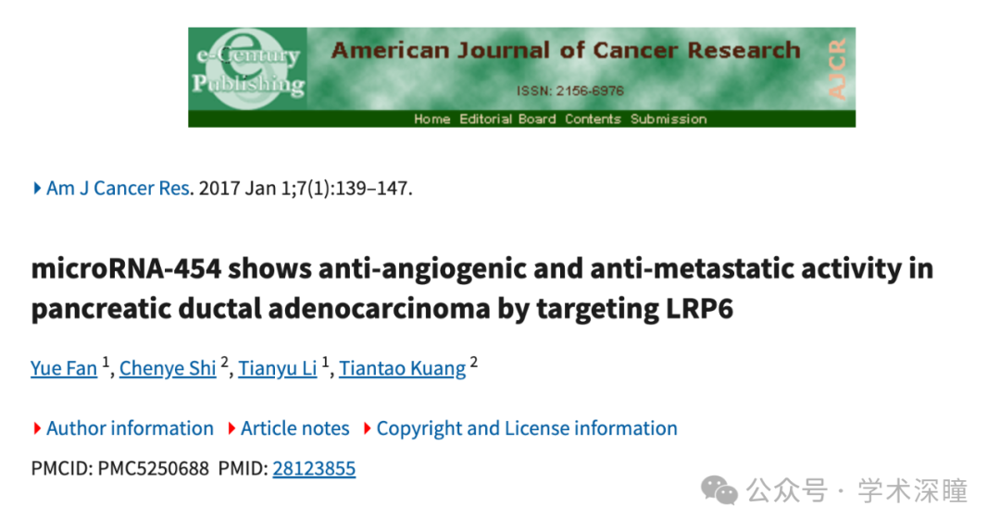 e-Century
Publishing
American Journal of Cancer Research
ISSN: 2156-6976
AJCR
Home Editorial Board Contents Submission
Am J Cancer Res. 2017 Jan 1;7(1):139–147.
microRNA-454 shows anti-angiogenic and anti-metastatic activity in
pancreatic ductal adenocarcinoma by targeting LRP6
Yue Fan 1, Chenye Shi 2, Tianyu Li 1, Tiantao Kuang 2
Author information Article notes Copyright and License information
PMCID: PMC5250688 PMID: 28123855
公众号 · 学术深瞳